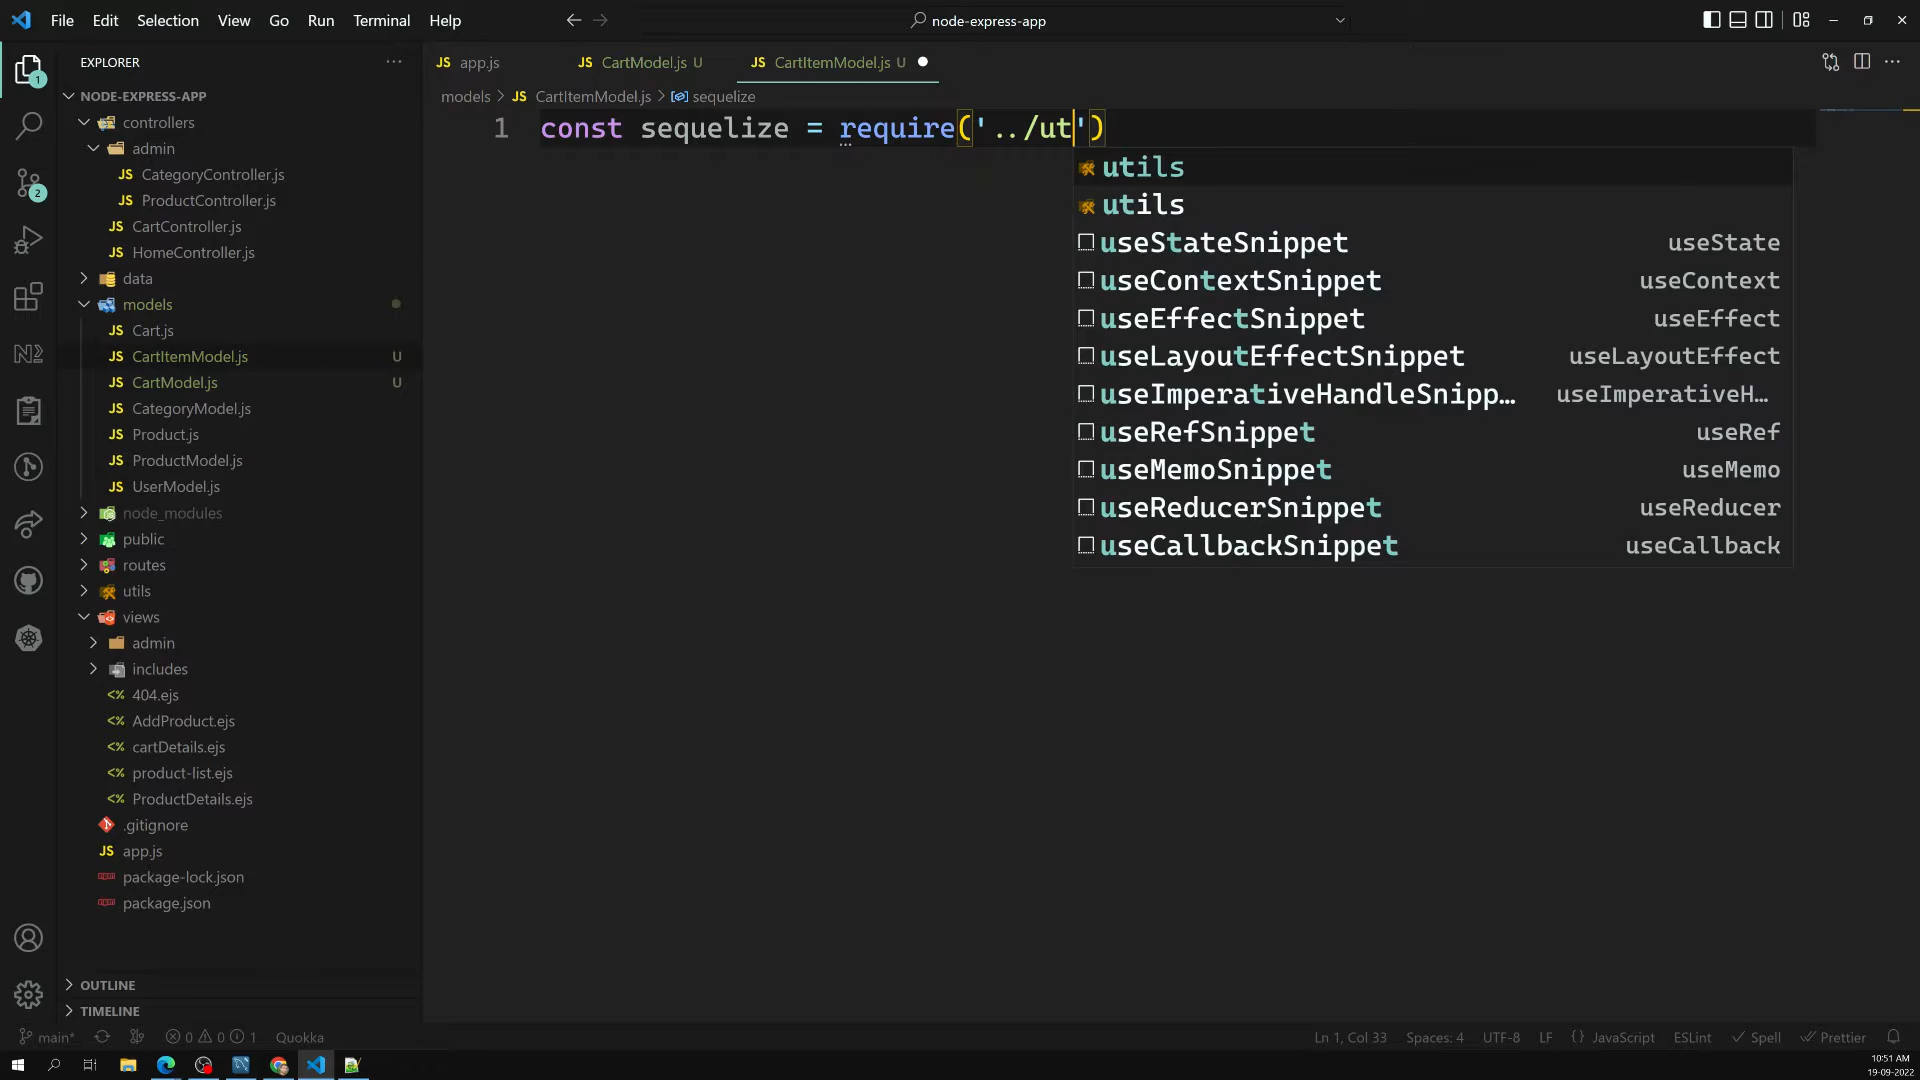 File Edit Selection View Go Run Terminal Help
node-express-app
EXPLORER
JS app.js
JS CartModel.js U
JS CartItemModel.js U
NODE-EXPRESS-APP
models > JS CartItemModel.js > sequelize
controllers
1 const sequelize = require('../ut')
admin
JS CategoryController.js
JS ProductController.js
JS CartController.js
JS HomeController.js
data
models
JS Cart.js
JS CartItemModel.js U
JS CartModel.js U
JS CategoryModel.js
JS Product.js
JS ProductModel.js
JS UserModel.js
node_modules
public
routes
utils
views
admin
includes
<% 404.ejs
<% AddProduct.ejs
<% cartDetails.ejs
<% product-list.ejs
<% ProductDetails.ejs
.gitignore
JS app.js
package-lock.json
package.json
OUTLINE
TIMELINE
utils
utils
useStateSnippet useState
useContextSnippet useContext
useEffectSnippet useEffect
useLayoutEffectSnippet useLayoutEffect
useImperativeHandleSnipp… useImperativeH…
useRefSnippet useRef
useMemoSnippet useMemo
useReducerSnippet useReducer
useCallbackSnippet useCallback
1
2
main* 0 0 1 Quokka
Ln 1, Col 33 Spaces: 4 UTF-8 LF {} JavaScript ESLint Spell Prettier
10:51 AM
19-09-2022